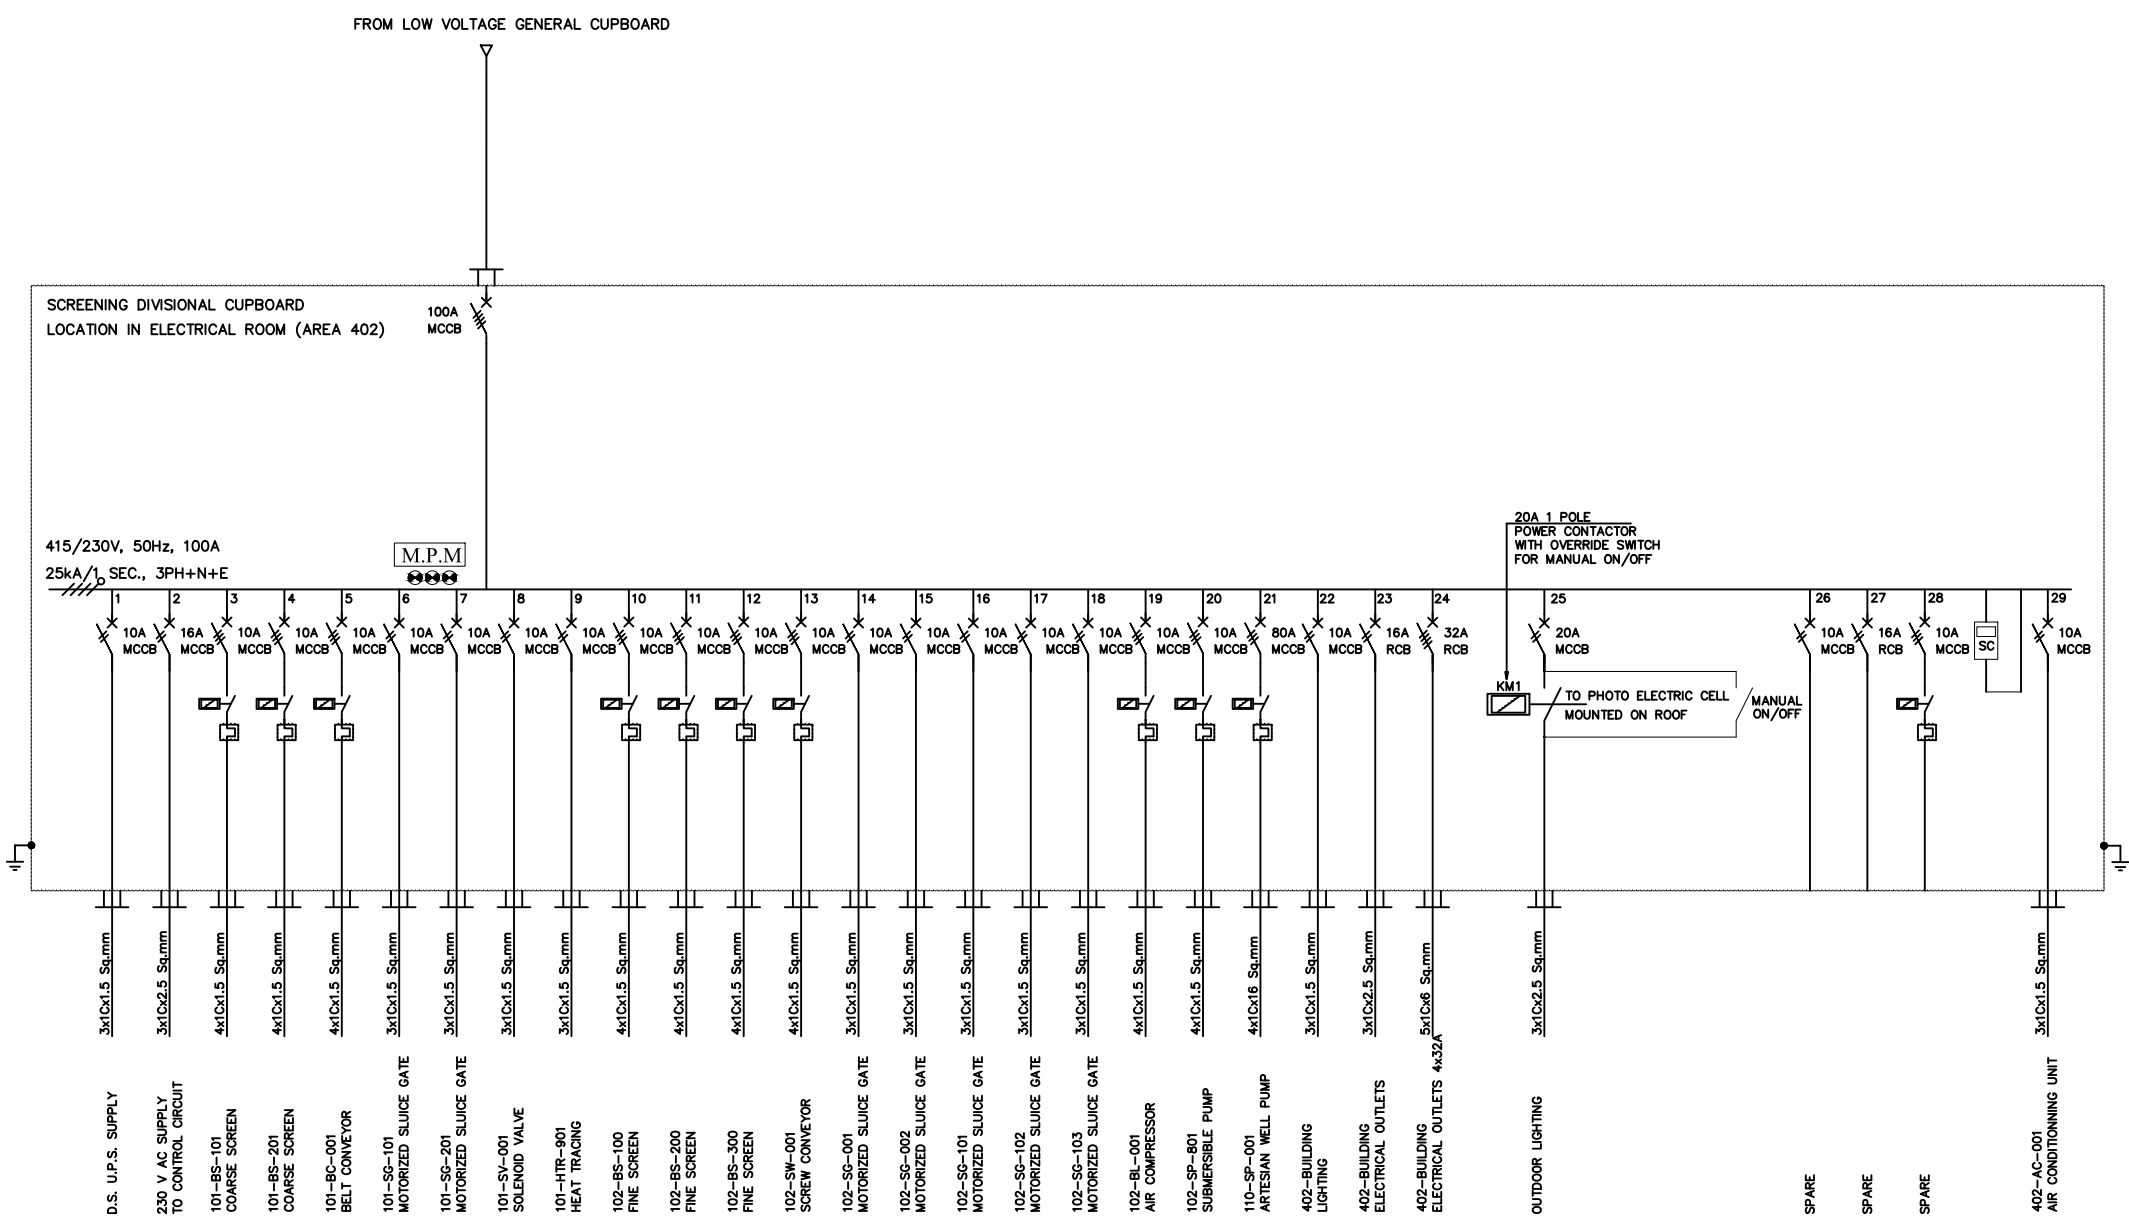 FROM LOW VOLTAGE GENERAL CUPBOARD
SCREENING DIVISIONAL CUPBOARD
LOCATION IN ELECTRICAL ROOM (AREA 402)
100A
MCCB
415/230V, 50Hz, 100A
25kA/1 SEC., 3PH+N+E
M.P.M
20A 1 POLE
POWER CONTACTOR
WITH OVERRIDE SWITCH
FOR MANUAL ON/OFF
1 2 3 4 5 6 7 8 9 10 11 12 13 14 15 16 17 18 19 20 21 22 23 24 25 26 27 28 29
10A 16A 10A 10A 10A 10A 10A 10A 10A 10A 10A 10A 10A 10A 10A 10A 10A 10A 10A 10A 80A 10A 16A 32A 20A 10A 16A 10A 10A
MCCB MCCB MCCB MCCB MCCB MCCB MCCB MCCB MCCB MCCB MCCB MCCB MCCB MCCB MCCB MCCB MCCB MCCB MCCB MCCB MCCB MCCB RCB RCB MCCB MCCB RCB MCCB SC MCCB
KM1
TO PHOTO ELECTRIC CELL
MOUNTED ON ROOF
MANUAL
ON/OFF
3x1Cx1.5 Sq.mm
3x1Cx2.5 Sq.mm
4x1Cx1.5 Sq.mm
4x1Cx1.5 Sq.mm
4x1Cx1.5 Sq.mm
3x1Cx1.5 Sq.mm
3x1Cx1.5 Sq.mm
3x1Cx1.5 Sq.mm
3x1Cx1.5 Sq.mm
4x1Cx1.5 Sq.mm
4x1Cx1.5 Sq.mm
4x1Cx1.5 Sq.mm
4x1Cx1.5 Sq.mm
3x1Cx1.5 Sq.mm
3x1Cx1.5 Sq.mm
3x1Cx1.5 Sq.mm
3x1Cx1.5 Sq.mm
3x1Cx1.5 Sq.mm
4x1Cx1.5 Sq.mm
4x1Cx1.5 Sq.mm
4x1Cx16 Sq.mm
3x1Cx1.5 Sq.mm
3x1Cx2.5 Sq.mm
5x1Cx6 Sq.mm
3x1Cx2.5 Sq.mm
3x1Cx1.5 Sq.mm
D.S. U.P.S. SUPPLY
230 V AC SUPPLY
TO CONTROL CIRCUIT
101-BS-101
COARSE SCREEN
101-BS-201
COARSE SCREEN
101-BC-001
BELT CONVEYOR
101-SG-101
MOTORIZED SLUICE GATE
101-SG-201
MOTORIZED SLUICE GATE
101-SV-001
SOLENOID VALVE
101-HTR-901
HEAT TRACING
102-BS-100
FINE SCREEN
102-BS-200
FINE SCREEN
102-BS-300
FINE SCREEN
102-SW-001
SCREW CONVEYOR
102-SG-001
MOTORIZED SLUICE GATE
102-SG-002
MOTORIZED SLUICE GATE
102-SG-101
MOTORIZED SLUICE GATE
102-SG-102
MOTORIZED SLUICE GATE
102-SG-103
MOTORIZED SLUICE GATE
102-BL-001
AIR COMPRESSOR
102-SP-801
SUBMERSIBLE PUMP
110-SP-001
ARTESIAN WELL PUMP
402-BUILDING
LIGHTING
402-BUILDING
ELECTRICAL OUTLETS
402-BUILDING
ELECTRICAL OUTLETS 4x32A
OUTDOOR LIGHTING
SPARE
SPARE
SPARE
402-AC-001
AIR CONDITIONING UNIT